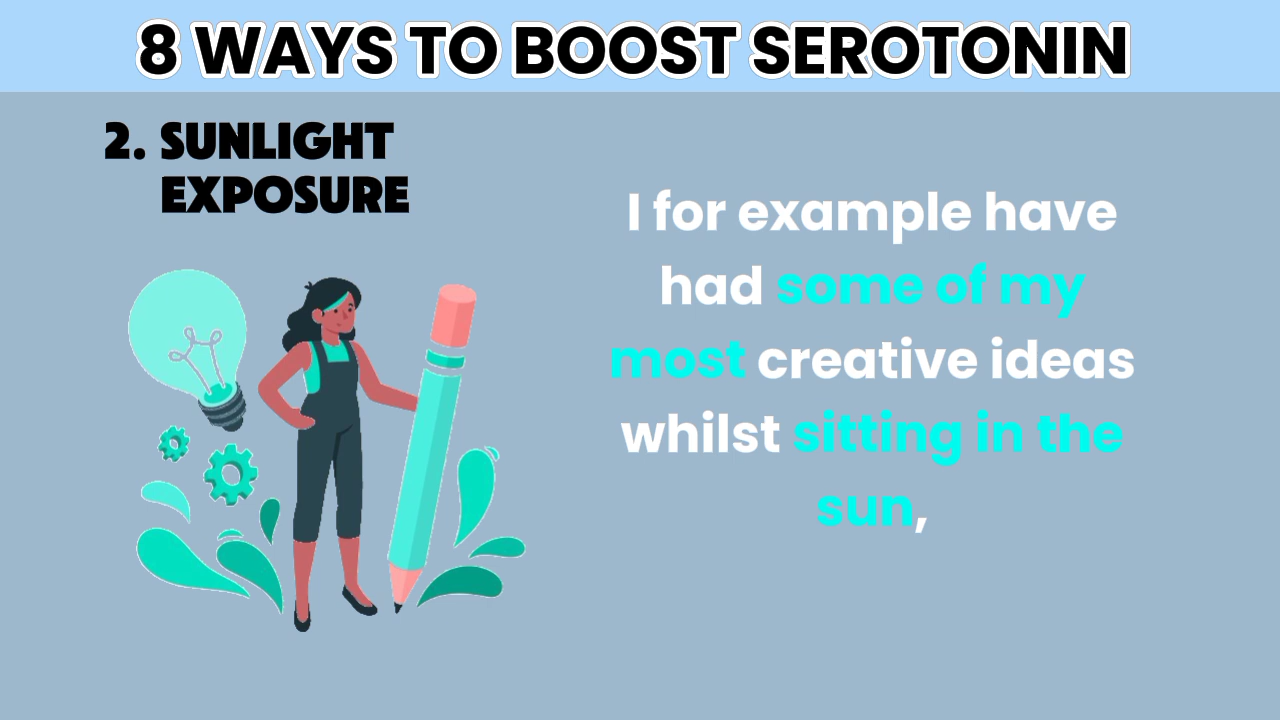 8 WAYS TO BOOST SEROTONIN
2. SUNLIGHT
EXPOSURE
I for example have
had some of my
most creative ideas
whilst sitting in the
sun,